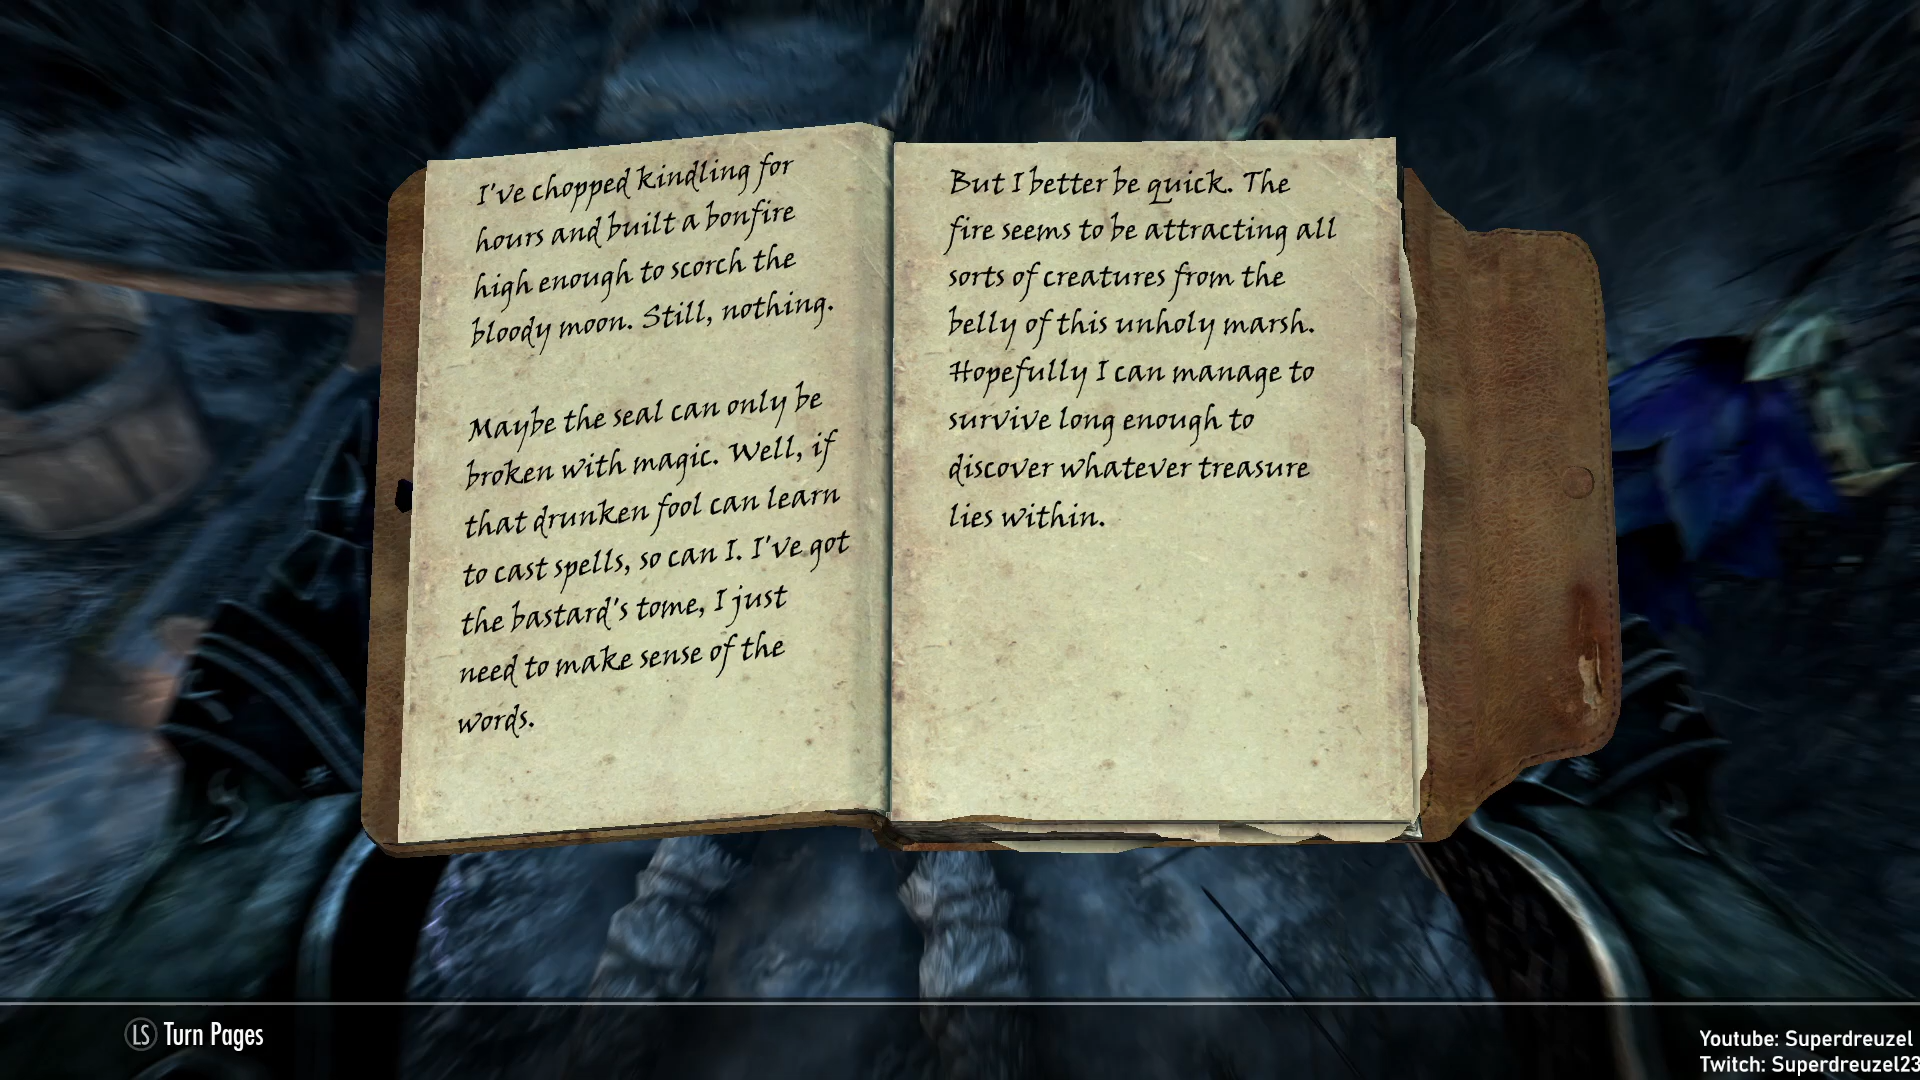 I've chopped kindling for
hours and built a bonfire
high enough to scorch the
bloody moon. Still, nothing.
Maybe the seal can only be
broken with magic. Well, if
that drunken fool can learn
to cast spells, so can I. I've got
the bastard's tome, I just
need to make sense of the
words.
But I better be quick. The
fire seems to be attracting all
sorts of creatures from the
belly of this unholy marsh.
Hopefully I can manage to
survive long enough to
discover whatever treasure
lies within.
LS Turn Pages
Youtube: Superdreuzel
Twitch: Superdreuzel23